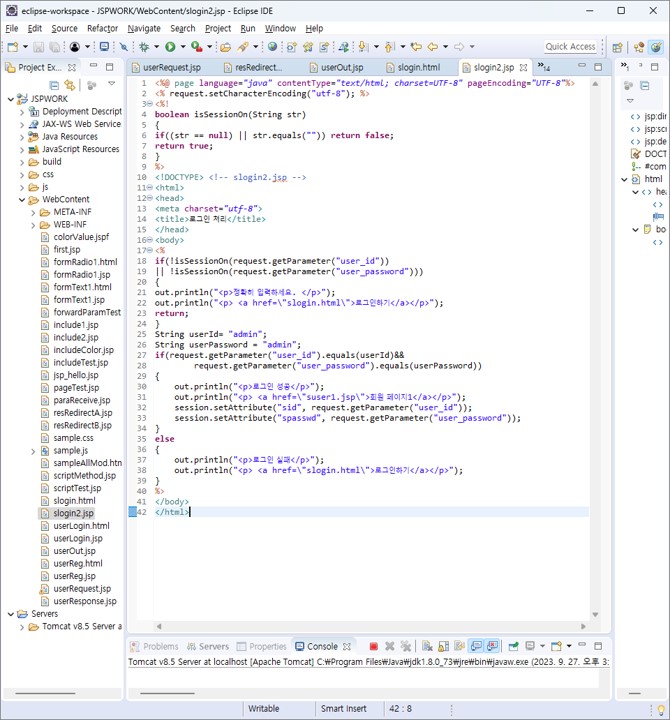 eclipse-workspace - JSPWORK/WebContent/slogin2.jsp - Eclipse IDE
File Edit Source Refactor Navigate Search Project Run Window Help
Quick Access
Project Ex...
userRequest.jsp resRedirect... userOut.jsp slogin.html slogin2.jsp »14
»1
JSPWORK
Deployment Descript
JAX-WS Web Service
Java Resources
JavaScript Resources
build
css
js
WebContent
META-INF
WEB-INF
colorValue.jspf
first.jsp
formRadio1.html
formRadio1.jsp
formText1.html
formText1.jsp
forwardParamTest
include1.jsp
include2.jsp
includeColor.jsp
includeTest.jsp
jsp_hello.jsp
pageTest.jsp
paraReceive.jsp
resRedirectA.jsp
resRedirectB.jsp
sample.css
sample.js
sampleAllMod.htn
scriptMethod.jsp
scriptTest.jsp
slogin.html
slogin2.jsp
userLogin.html
userLogin.jsp
userOut.jsp
userReg.html
userReg.jsp
userRequest.jsp
userResponse.jsp
Servers
Tomcat v8.5 Server a
1 <%@ page language="java" contentType="text/html; charset=UTF-8" pageEncoding="UTF-8"%>
2 <% request.setCharacterEncoding("utf-8"); %>
3 <%!
4 boolean isSessionOn(String str)
5 {
6 if((str == null) || str.equals("")) return false;
7 return true;
8 }
9 %>
10 <!DOCTYPE> <!-- slogin2.jsp -->
11 <html>
12 <head>
13 <meta charset="utf-8">
14 <title>로그인 처리</title>
15 </head>
16 <body>
17 <%
18 if(!isSessionOn(request.getParameter("user_id"))
19 || !isSessionOn(request.getParameter("user_password")))
20 {
21 out.println("<p>정확히 입력하세요. </p>");
22 out.println("<p> <a href=\"slogin.html\">로그인하기</a></p>");
23 return;
24 }
25 String userId= "admin";
26 String userPassword = "admin";
27 if(request.getParameter("user_id").equals(userId)&&
28 request.getParameter("user_password").equals(userPassword))
29 {
30 out.println("<p>로그인 성공</p>");
31 out.println("<p> <a href=\"suser1.jsp\">회원 페이지1</a></p>");
32 session.setAttribute("sid", request.getParameter("user_id"));
33 session.setAttribute("spasswd", request.getParameter("user_password"));
34 }
35 else
36 {
37 out.println("<p>로그인 실패</p>");
38 out.println("<p> <a href=\"slogin.html\">로그인하기</a></p>");
39 }
40 %>
41 </body>
42 </html>
jsp:dir
jsp:scr
jsp:de
DOCT
#com
html
hea
bo
Problems Servers Properties Console
Tomcat v8.5 Server at localhost [Apache Tomcat] C:₩Program Files₩Java₩jdk1.8.0_73₩jre₩bin₩javaw.exe (2023. 9. 27. 오후 3:
Writable Smart Insert 42 : 8